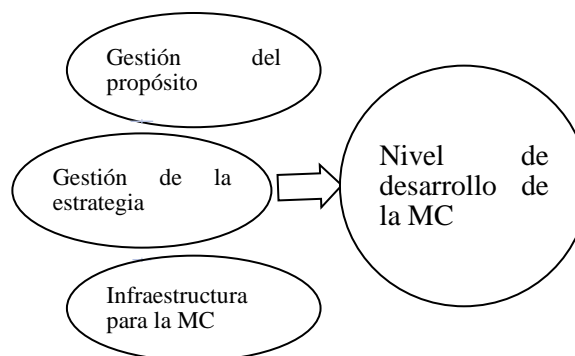 Gestión del
propósito
Gestión de la
estrategia
Infraestructura
para la MC
Nivel de
desarrollo de
la MC